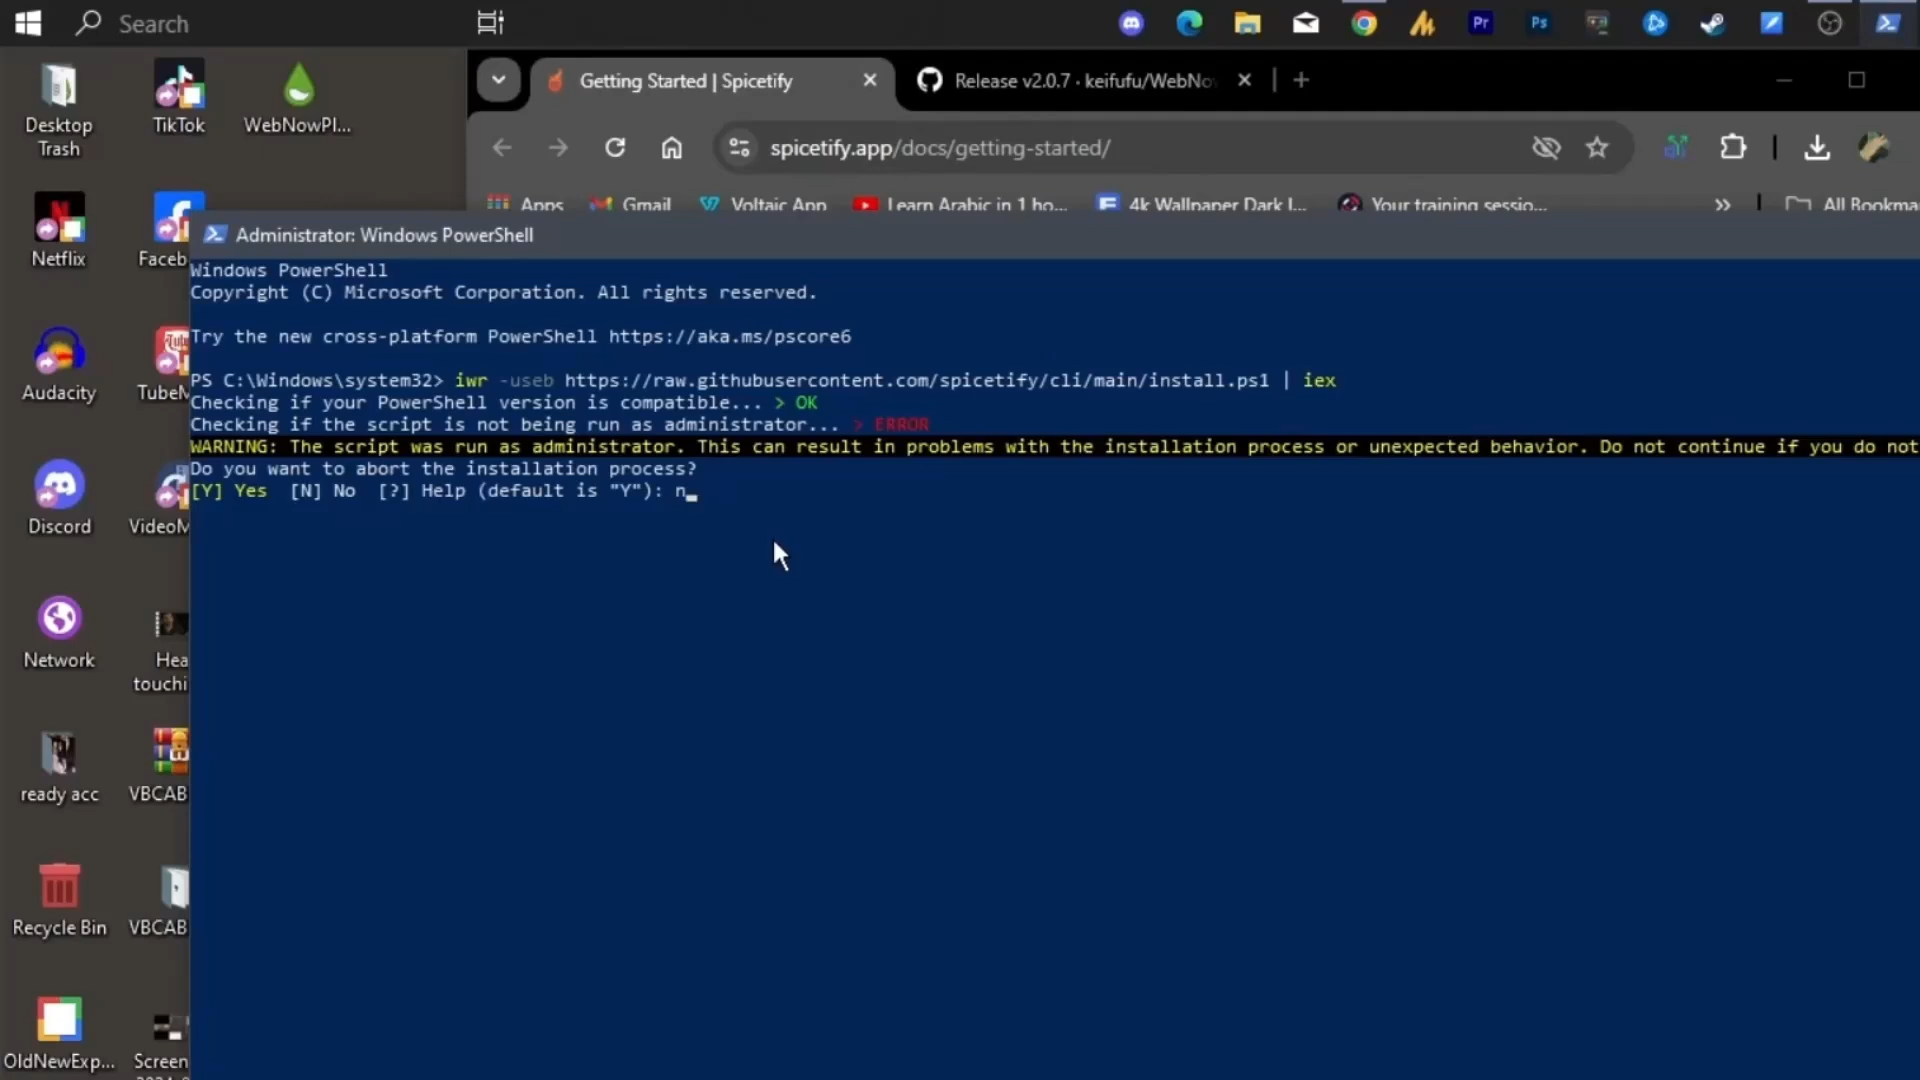 Search
Pr
Ps
Getting Started | Spicetify
Release v2.0.7 · keifufu/WebNo
spicetify.app/docs/getting-started/
Apps
Gmail
Voltaic App
Learn Arabic in 1 ho...
4k Wallpaper Dark I...
Your training sessio...
»
All Bookma
Desktop
Trash
TikTok
WebNowPl...
Netflix
Faceb
Audacity
TubeM
Discord
VideoM
Network
Hea
touchi
ready acc
VBCAB
Recycle Bin
VBCAB
OldNewExp...
Screen
Administrator: Windows PowerShell
Windows PowerShell
Copyright (C) Microsoft Corporation. All rights reserved.
Try the new cross-platform PowerShell https://aka.ms/pscore6
PS C:\Windows\system32> iwr -useb https://raw.githubusercontent.com/spicetify/cli/main/install.ps1 | iex
Checking if your PowerShell version is compatible... > OK
Checking if the script is not being run as administrator... > ERROR
WARNING: The script was run as administrator. This can result in problems with the installation process or unexpected behavior. Do not continue if you do not
Do you want to abort the installation process?
[Y] Yes  [N] No  [?] Help (default is "Y"): n_